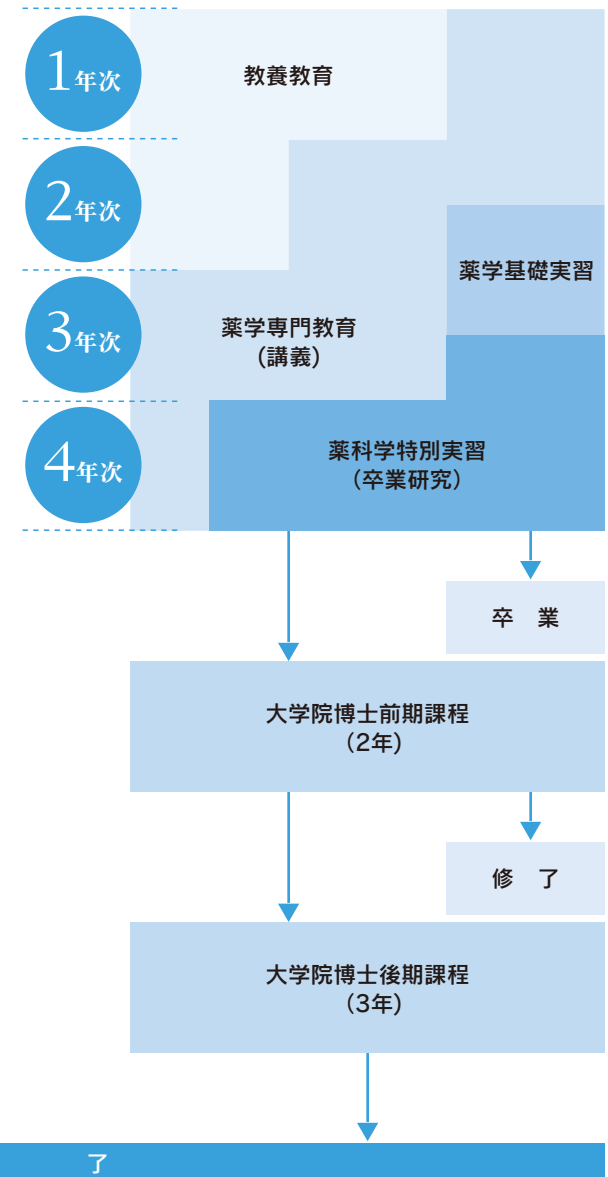 1年次
教養教育
2年次
薬学基礎実習
3年次
薬学専門教育
(講義)
4年次
薬科学特別実習
(卒業研究)
卒 業
大学院博士前期課程
(2年)
修 了
大学院博士後期課程
(3年)
了